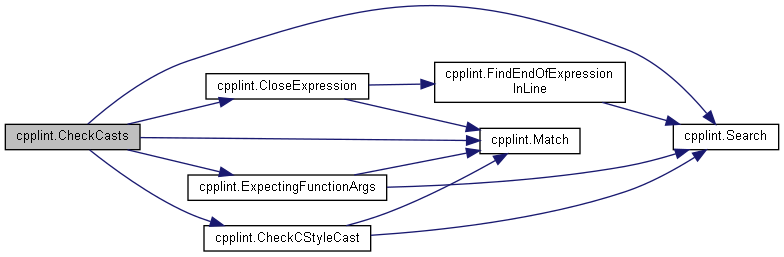 cpplint.CheckCasts
cpplint.CloseExpression
cpplint.FindEndOfExpression
InLine
cpplint.Match
cpplint.Search
cpplint.ExpectingFunctionArgs
cpplint.CheckCStyleCast